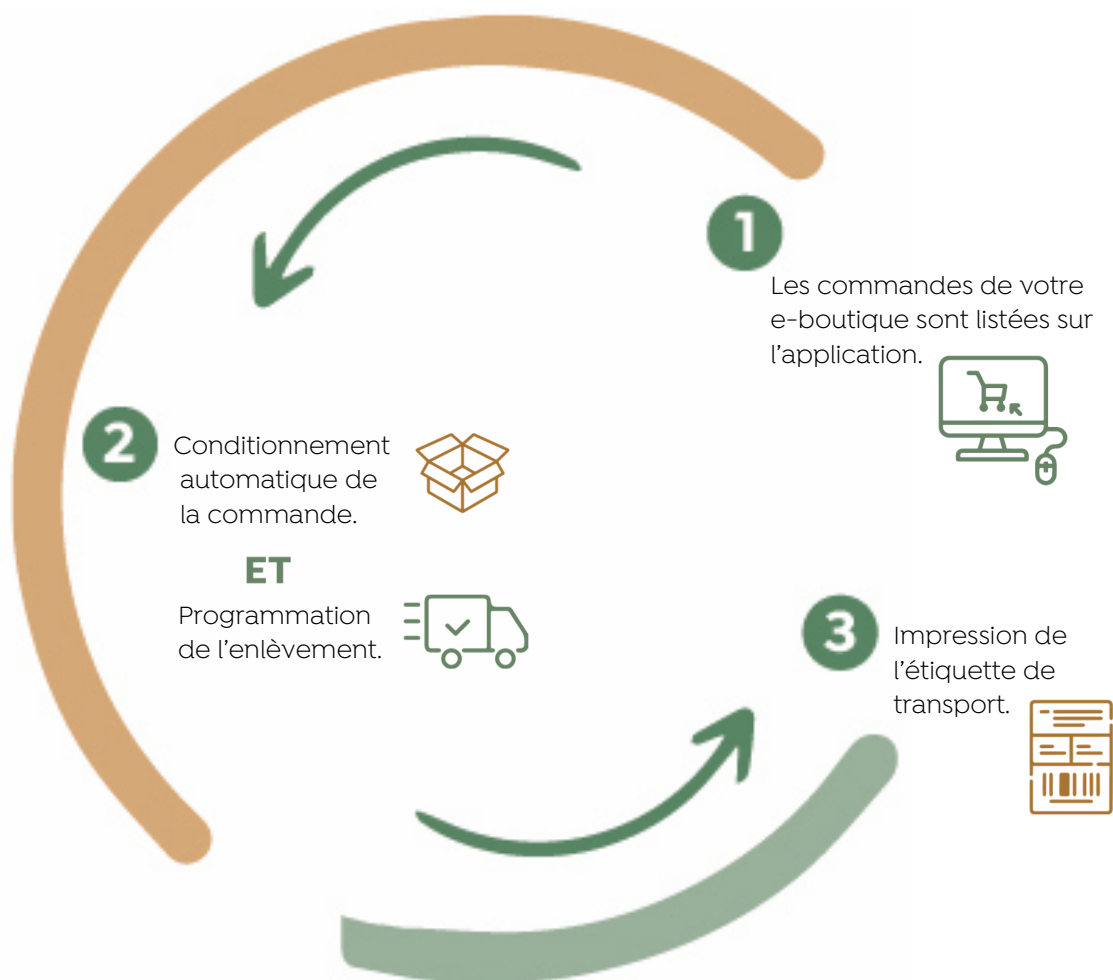 1
Les commandes de votre
e-boutique sont listées sur
l'application.
2
Conditionnement
automatique de
la commande.
ET
Programmation
de l'enlèvement.
3
Impression de
l'étiquette de
transport.